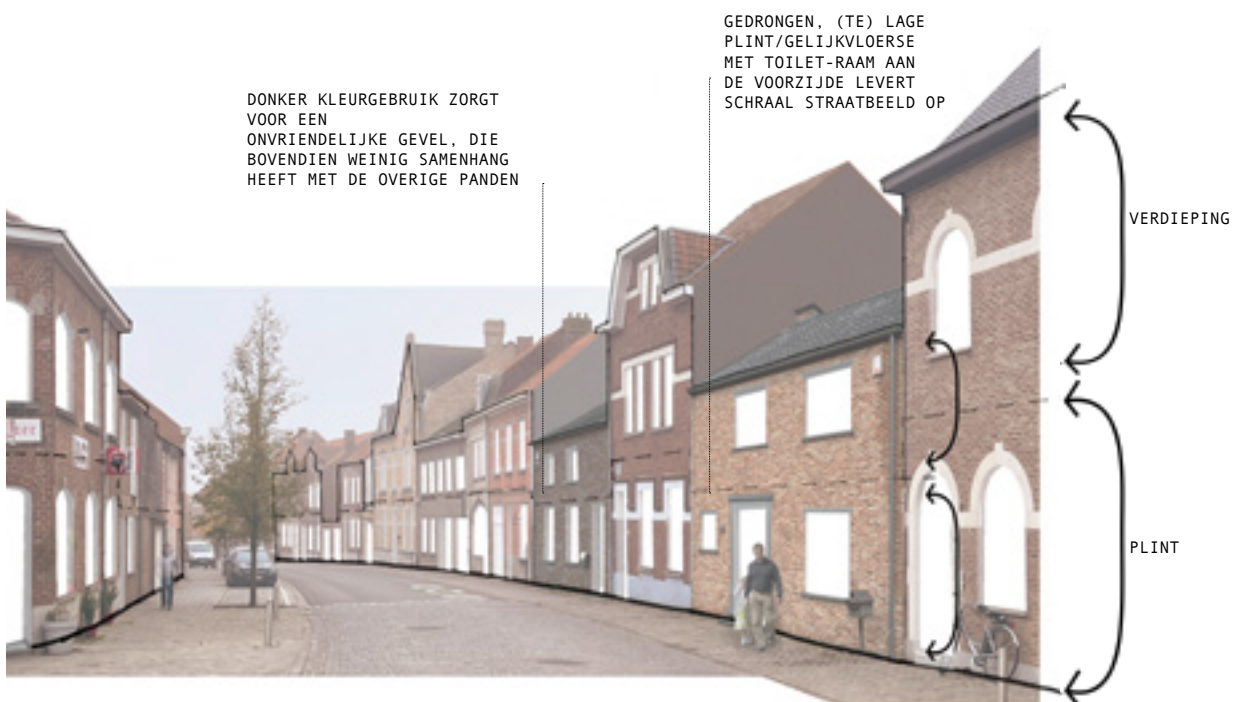 DONKER KLEURGEBRUIK ZORGT
VOOR EEN
ONVRIENDELIJKE GEVEL, DIE
BOVENDIEN WEINIG SAMENHANG
HEEFT MET DE OVERIGE PANDEN
GEDRONGEN, (TE) LAGE
PLINT/GELIJKVLOERSE
MET TOILET-RAAM AAN
DE VOORZIJDE LEVERT
SCHRAAL STRAATBEELD OP
VERDIEPING
PLINT